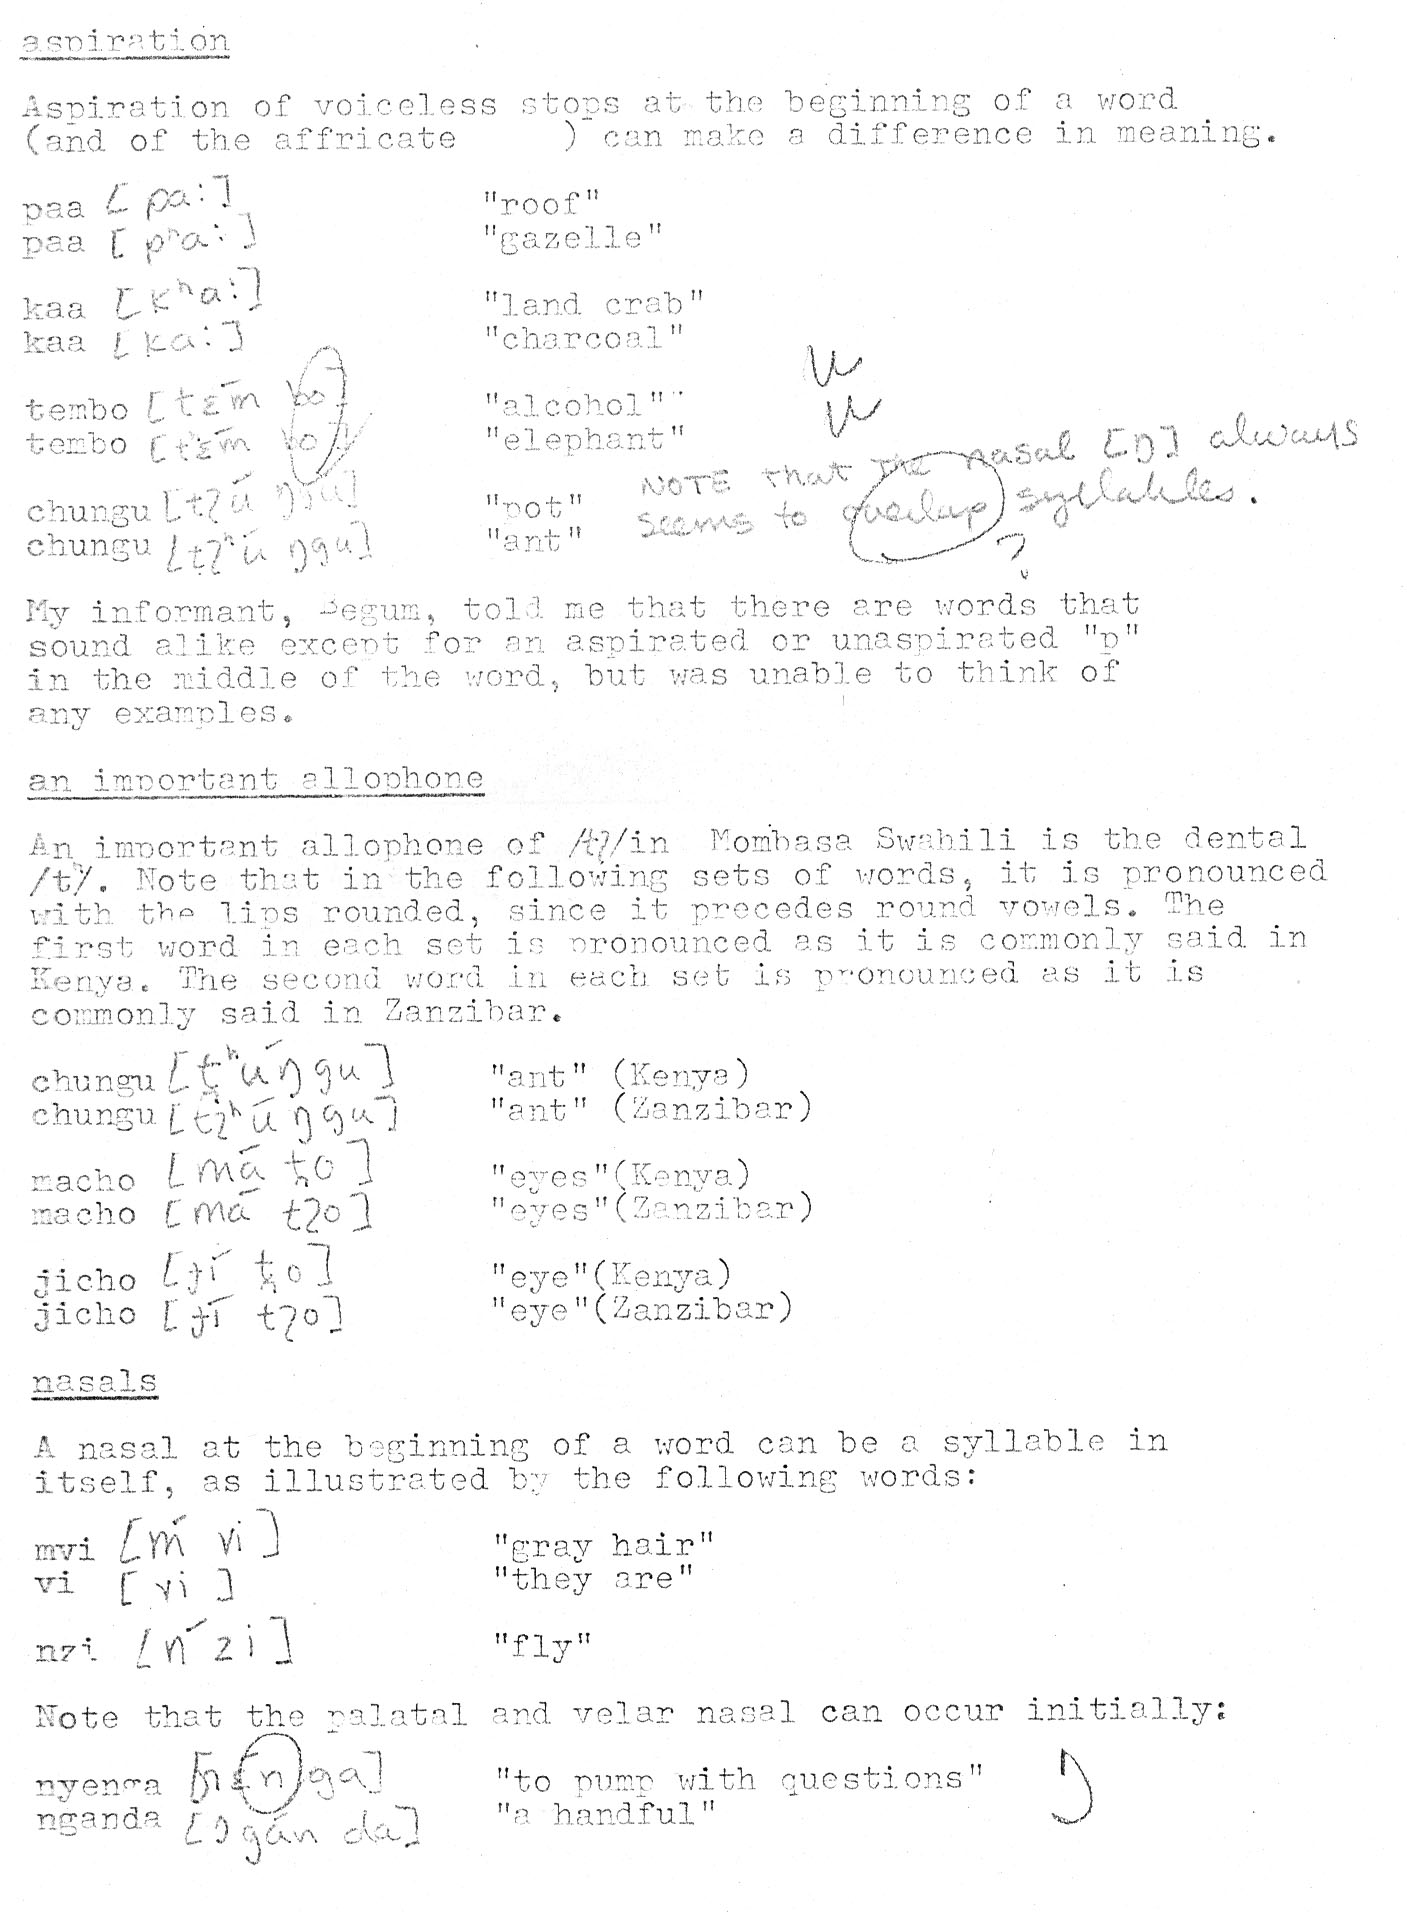 aspiration
Aspiration of voiceless stops at the beginning of a word
(and of the affricate ) can make a difference in meaning.
paa [pa:] "roof"
paa [pʰa:] "gazelle"
kaa [kʰa:] "land crab"
kaa [ka:] "charcoal"
tembo [tɛ́m bo] "alcohol"
tembo [tʰɛ́m bo] "elephant"
NOTE that the nasal [ŋ] always
seems to overlap syllables.
?
chungu [tʃú ŋgu] "pot"
chungu [tʃʰú ŋgu] "ant"
My informant, Begum, told me that there are words that
sound alike except for an aspirated or unaspirated "p"
in the middle of the word, but was unable to think of
any examples.
an important allophone
An important allophone of /tʃ/in Mombasa Swahili is the dental
/t̪/. Note that in the following sets of words, it is pronounced
with the lips rounded, since it precedes round vowels. The
first word in each set is pronounced as it is commonly said in
Kenya. The second word in each set is pronounced as it is
commonly said in Zanzibar.
chungu [t̪ʰúŋgu] "ant" (Kenya)
chungu [tʃʰúŋgu] "ant" (Zanzibar)
macho [má t̪o] "eyes"(Kenya)
macho [má tʃo] "eyes"(Zanzibar)
jicho [ɟí t̪o] "eye"(Kenya)
jicho [ɟí tʃo] "eye"(Zanzibar)
nasals
A nasal at the beginning of a word can be a syllable in
itself, as illustrated by the following words:
mvi [ḿ vi] "gray hair"
vi [vi] "they are"
nzi [ń zi] "fly"
Note that the palatal and velar nasal can occur initially:
nyenga [ɲɛnga] "to pump with questions" ŋ
nganda [ŋgán da] "a handful"